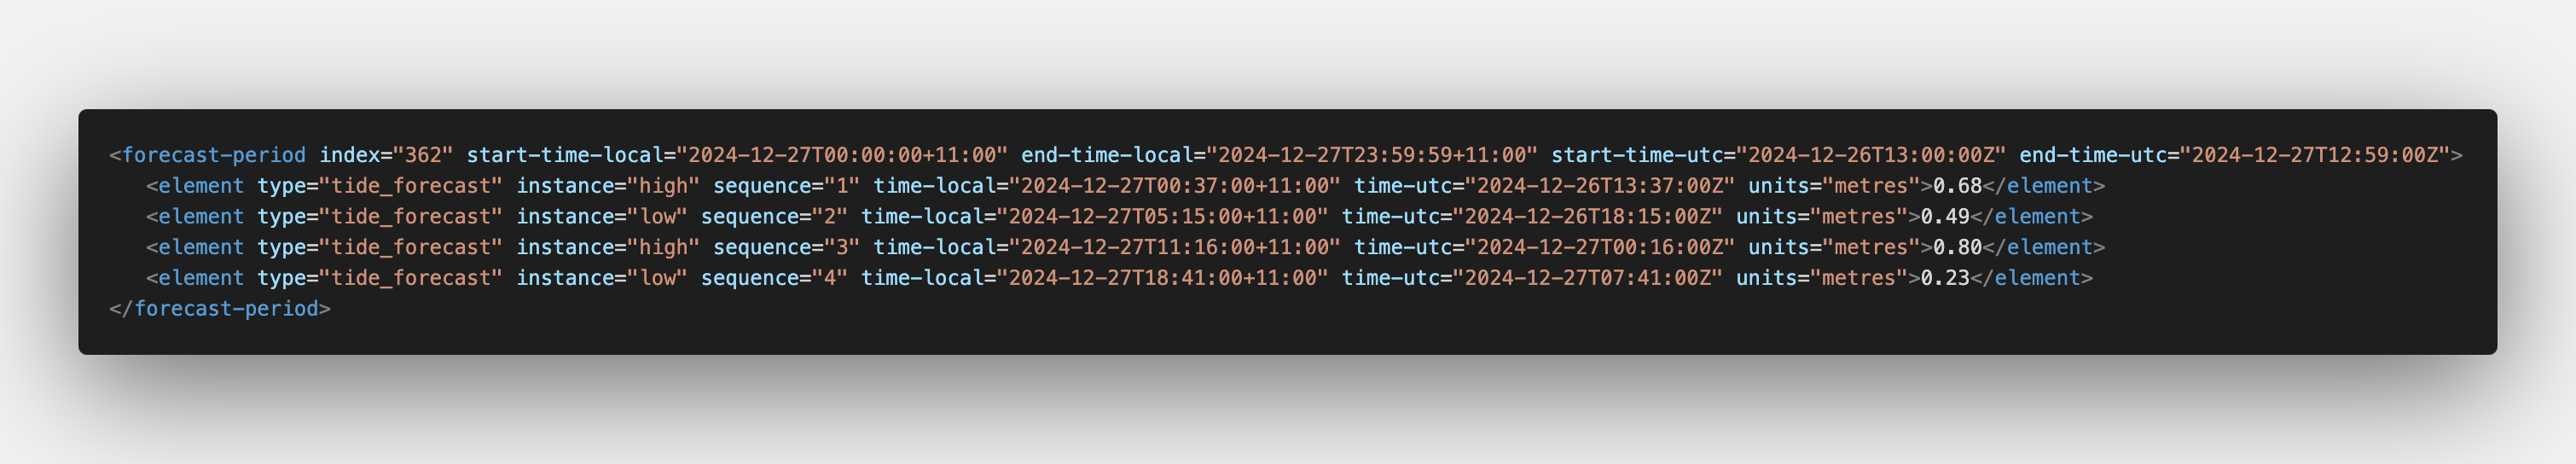 <forecast-period index="362" start-time-local="2024-12-27T00:00:00+11:00" end-time-local="2024-12-27T23:59:59+11:00" start-time-utc="2024-12-26T13:00:00Z" end-time-utc="2024-12-27T12:59:00Z">
<element type="tide_forecast" instance="high" sequence="1" time-local="2024-12-27T00:37:00+11:00" time-utc="2024-12-26T13:37:00Z" units="metres">0.68</element>
<element type="tide_forecast" instance="low" sequence="2" time-local="2024-12-27T05:15:00+11:00" time-utc="2024-12-26T18:15:00Z" units="metres">0.49</element>
<element type="tide_forecast" instance="high" sequence="3" time-local="2024-12-27T11:16:00+11:00" time-utc="2024-12-27T00:16:00Z" units="metres">0.80</element>
<element type="tide_forecast" instance="low" sequence="4" time-local="2024-12-27T18:41:00+11:00" time-utc="2024-12-27T07:41:00Z" units="metres">0.23</element>
</forecast-period>